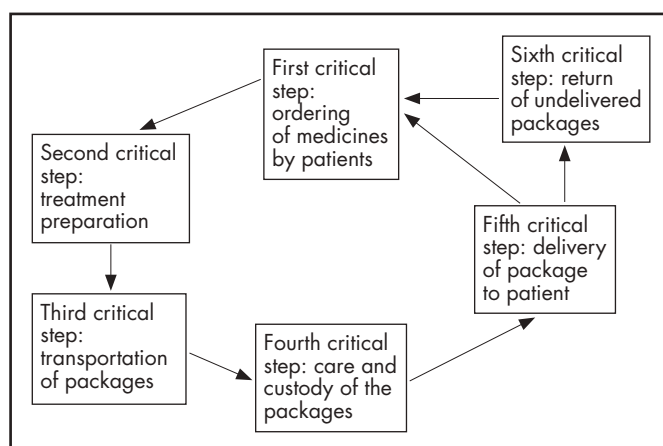 First critical
step:
ordering
of medicines
by patients
Second critical
step:
treatment
preparation
Third critical
step:
transportation
of packages
Fourth critical
step: care and
custody of the
packages
Fifth critical
step: delivery
of package
to patient
Sixth critical
step: return
of undelivered
packages